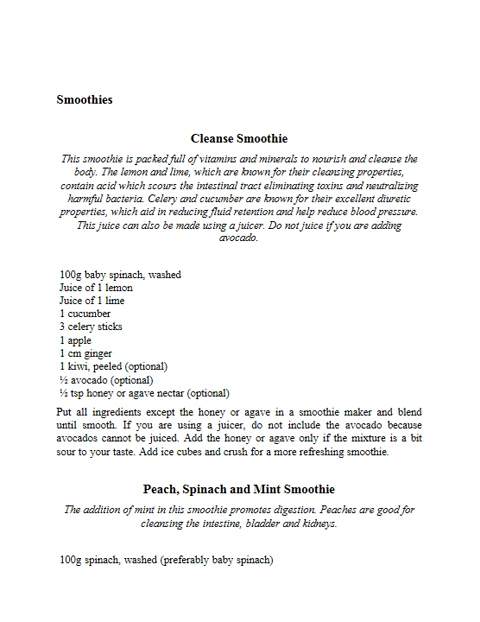 Smoothies
Cleanse Smoothie
This smoothie is packed full of vitamins and minerals to nourish and cleanse the
body. The lemon and lime, which are known for their cleansing properties,
contain acid which scours the intestinal tract eliminating toxins and neutralizing
harmful bacteria. Celery and cucumber are known for their excellent diuretic
properties, which aid in reducing fluid retention and help reduce blood pressure.
This juice can also be made using a juicer. Do not juice if you are adding
avocado.
100g baby spinach, washed
Juice of 1 lemon
Juice of 1 lime
1 cucumber
3 celery sticks
1 apple
1 cm ginger
1 kiwi, peeled (optional)
½ avocado (optional)
½ tsp honey or agave nectar (optional)
Put all ingredients except the honey or agave in a smoothie maker and blend
until smooth. If you are using a juicer, do not include the avocado because
avocados cannot be juiced. Add the honey or agave only if the mixture is a bit
sour to your taste. Add ice cubes and crush for a more refreshing smoothie.
Peach, Spinach and Mint Smoothie
The addition of mint in this smoothie promotes digestion. Peaches are good for
cleansing the intestine, bladder and kidneys.
100g spinach, washed (preferably baby spinach)